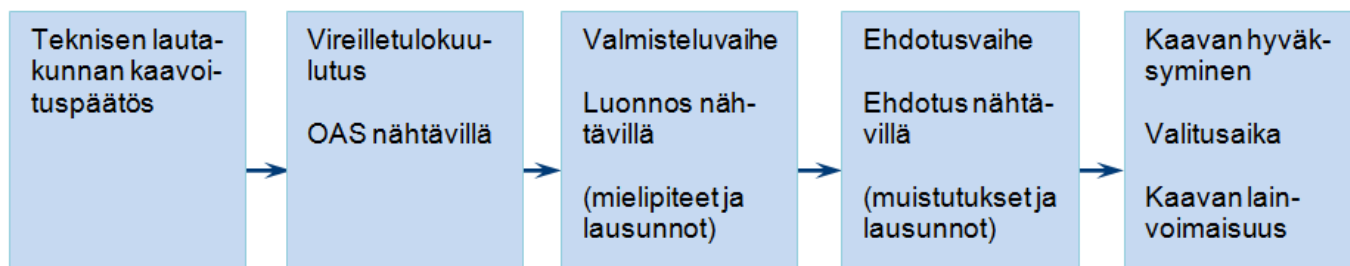 Teknisen lauta-
kunnan kaavoi-
tuspäätös
Vireilletulokuu-
lutus
OAS nähtävillä
Valmisteluvaihe
Luonnos näh-
tävillä
(mielipiteet ja
lausunnot)
Ehdotusvaihe
Ehdotus nähtä-
villä
(muistutukset ja
lausunnot)
Kaavan hyväk-
syminen
Valitusaika
Kaavan lain-
voimaisuus